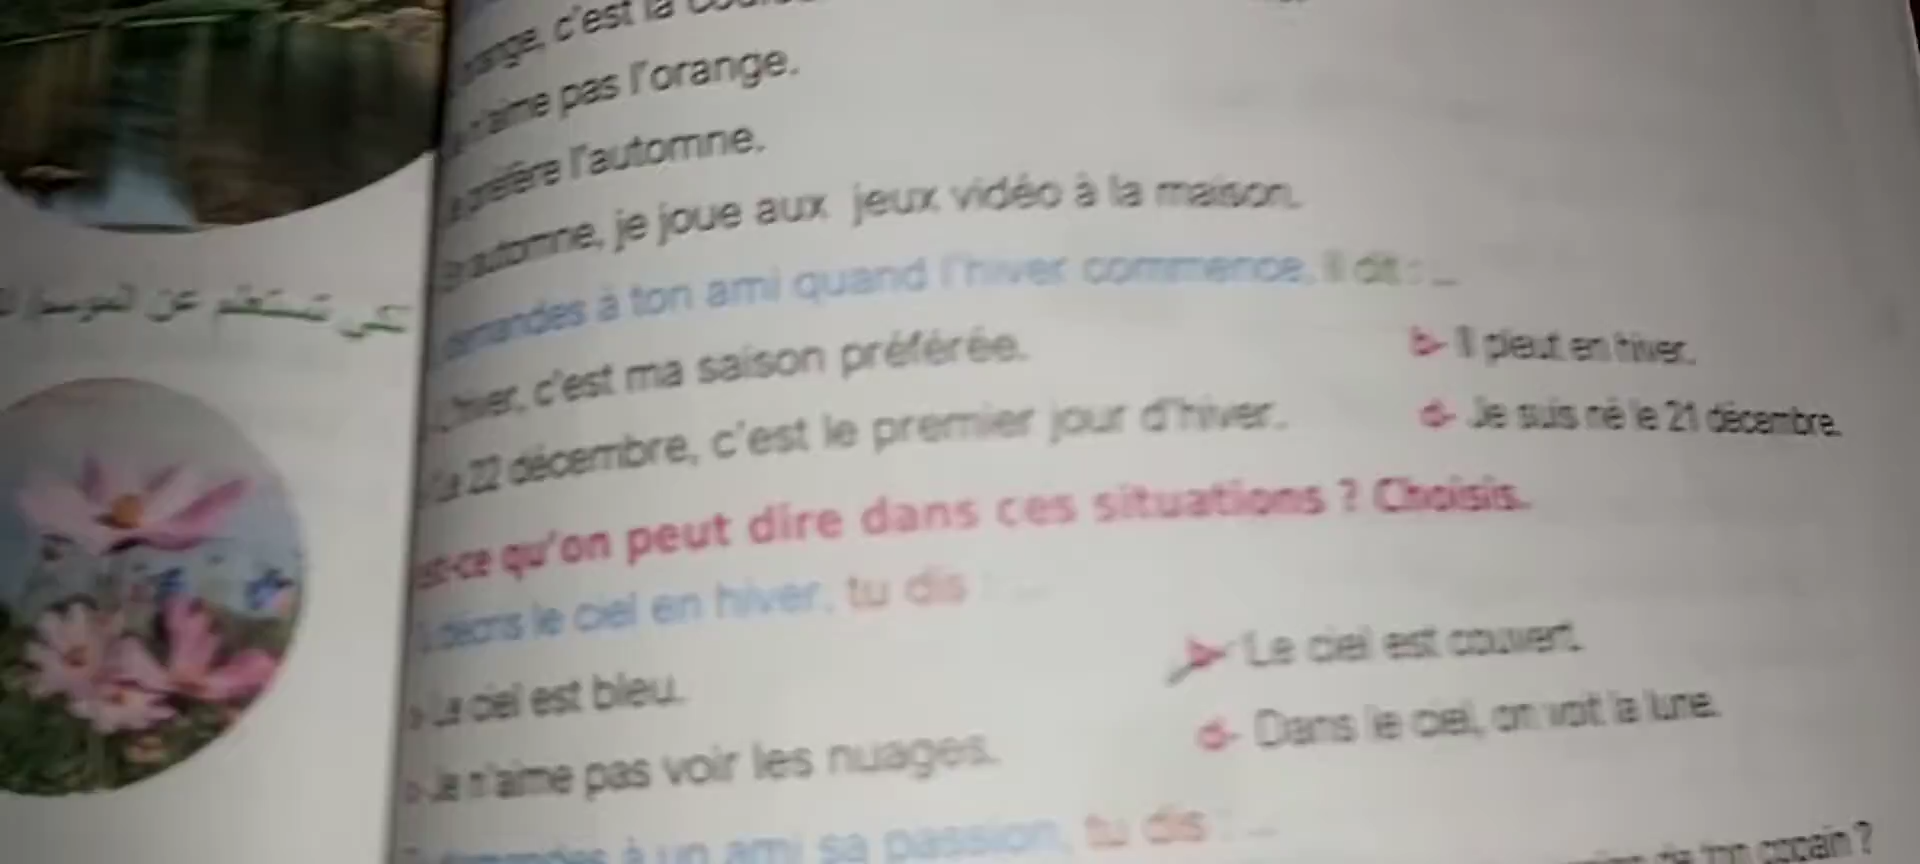 orange, c'est la
n'aime pas l'orange.
préfère l'automne.
automne, je joue aux jeux vidéo à la maison.
demandes à ton ami quand l'hiver commence. Il dit : ...
L'hiver, c'est ma saison préférée.
b- Il pleut en hiver.
Le 22 décembre, c'est le premier jour d'hiver.
d- Je suis né le 21 décembre.
est-ce qu'on peut dire dans ces situations ? Choisis.
décris le ciel en hiver, tu dis : ...
Le ciel est bleu.
b- Le ciel est couvert.
Je n'aime pas voir les nuages.
d- Dans le ciel, on voit la lune.
demandes à un ami sa passion, tu dis : ...
de ton copain ?